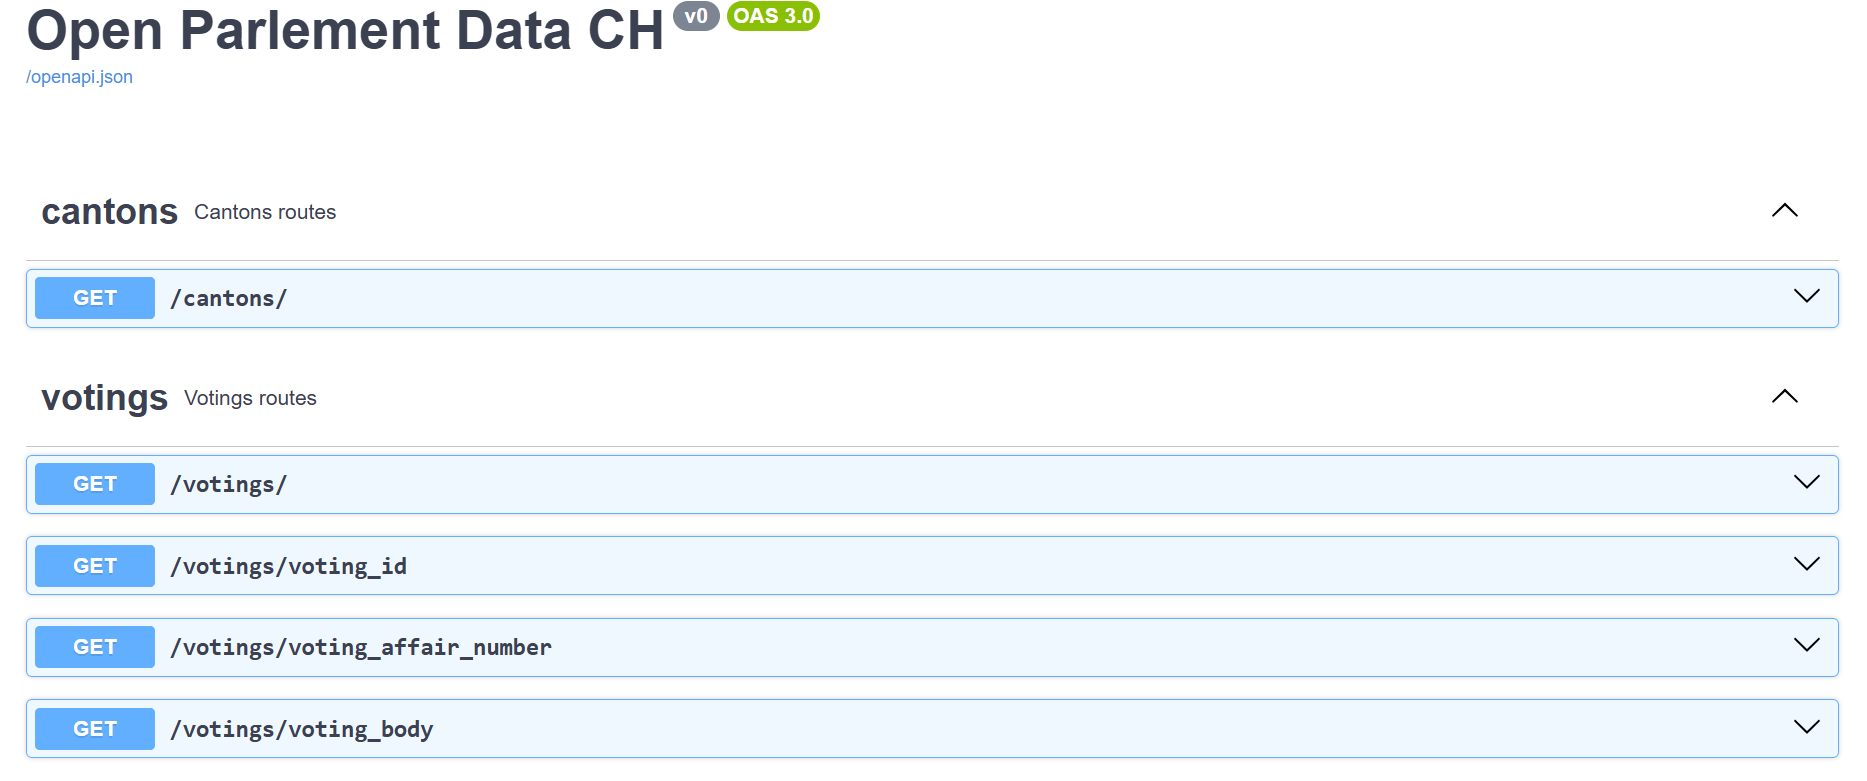 Open Parlement Data CH v0 OAS 3.0
/openapi.json
cantons Cantons routes
GET /cantons/
votings Votings routes
GET /votings/
GET /votings/voting_id
GET /votings/voting_affair_number
GET /votings/voting_body